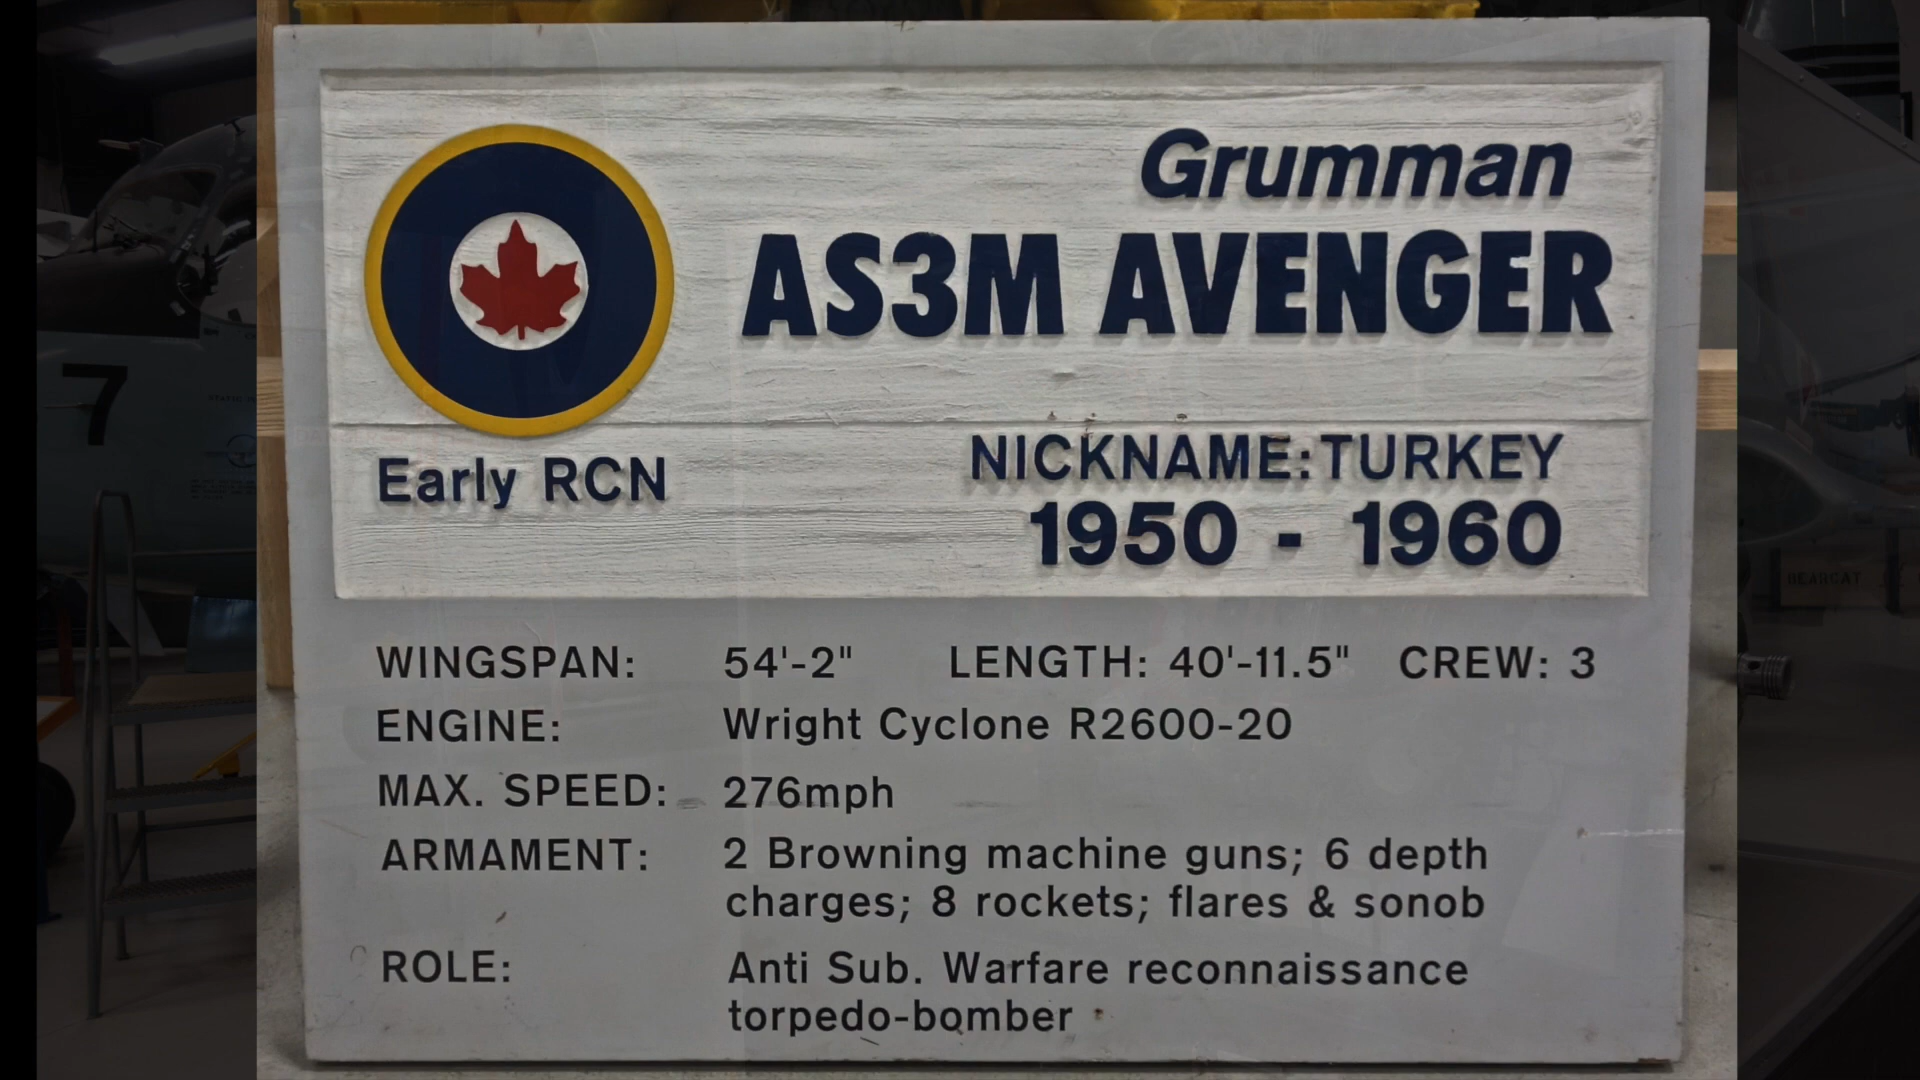 Grumman
AS3M AVENGER
Early RCN
NICKNAME: TURKEY
1950 - 1960
WINGSPAN: 54'-2" LENGTH: 40'-11.5" CREW: 3
ENGINE: Wright Cyclone R2600-20
MAX. SPEED: 276mph
ARMAMENT: 2 Browning machine guns; 6 depth
charges; 8 rockets; flares & sonob
ROLE: Anti Sub. Warfare reconnaissance
torpedo-bomber
7
BEARCAT